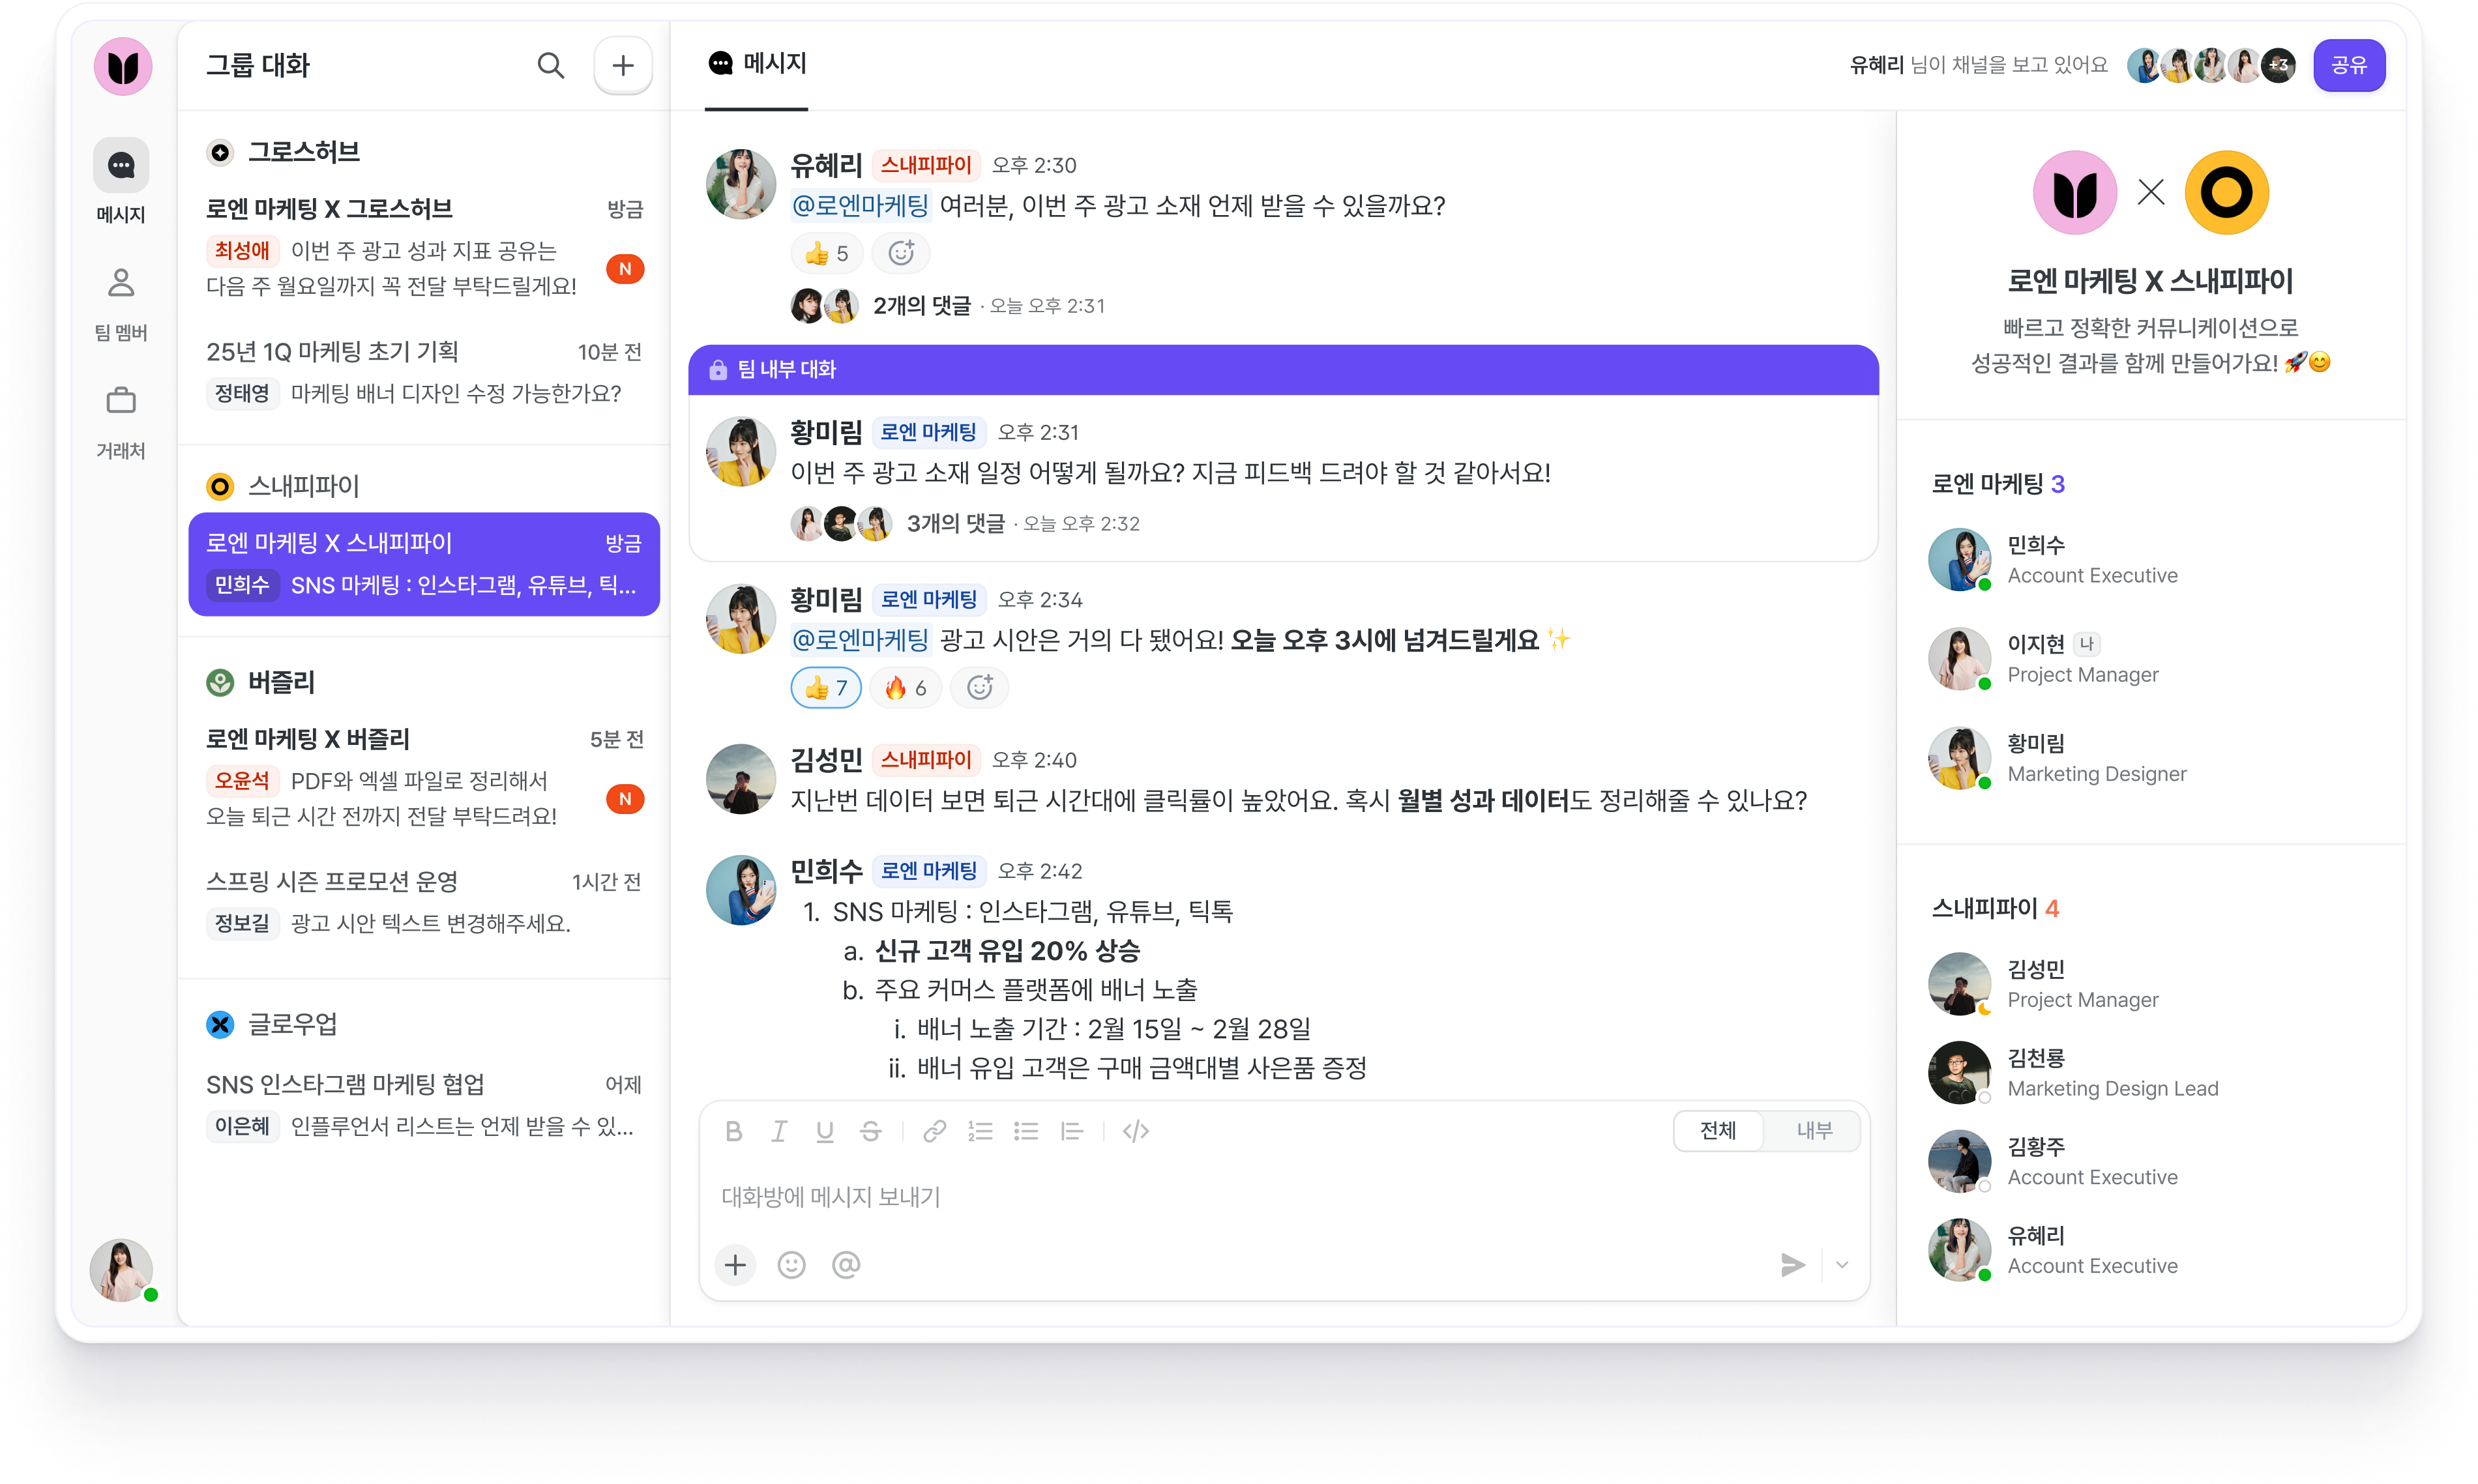 메시지
팀 멤버
거래처
그룹 대화
그로스허브
로엔 마케팅 X 그로스허브 방금
최성애 이번 주 광고 성과 지표 공유는
다음 주 월요일까지 꼭 전달 부탁드릴게요!
N
25년 1Q 마케팅 초기 기획 10분 전
정태영 마케팅 배너 디자인 수정 가능한가요?
스내피파이
로엔 마케팅 X 스내피파이 방금
민희수 SNS 마케팅 : 인스타그램, 유튜브, 틱...
버즐리
로엔 마케팅 X 버즐리 5분 전
오윤석 PDF와 엑셀 파일로 정리해서
오늘 퇴근 시간 전까지 전달 부탁드려요!
N
스프링 시즌 프로모션 운영 1시간 전
정보길 광고 시안 텍스트 변경해주세요.
글로우업
SNS 인스타그램 마케팅 협업 어제
이은혜 인플루언서 리스트는 언제 받을 수 있...
메시지
유혜리 님이 채널을 보고 있어요 +3 공유
유혜리 스내피파이 오후 2:30
@로엔마케팅 여러분, 이번 주 광고 소재 언제 받을 수 있을까요?
👍 5
2개의 댓글 · 오늘 오후 2:31
팀 내부 대화
황미림 로엔 마케팅 오후 2:31
이번 주 광고 소재 일정 어떻게 될까요? 지금 피드백 드려야 할 것 같아서요!
3개의 댓글 · 오늘 오후 2:32
황미림 로엔 마케팅 오후 2:34
@로엔마케팅 광고 시안은 거의 다 됐어요! 오늘 오후 3시에 넘겨드릴게요 ✨
👍 7 🔥 6
김성민 스내피파이 오후 2:40
지난번 데이터 보면 퇴근 시간대에 클릭률이 높았어요. 혹시 월별 성과 데이터도 정리해줄 수 있나요?
민희수 로엔 마케팅 오후 2:42
1. SNS 마케팅 : 인스타그램, 유튜브, 틱톡
a. 신규 고객 유입 20% 상승
b. 주요 커머스 플랫폼에 배너 노출
i. 배너 노출 기간 : 2월 15일 ~ 2월 28일
ii. 배너 유입 고객은 구매 금액대별 사은품 증정
B I U S 전체 내부
대화방에 메시지 보내기
로엔 마케팅 X 스내피파이
빠르고 정확한 커뮤니케이션으로
성공적인 결과를 함께 만들어가요! 🚀😊
로엔 마케팅 3
민희수
Account Executive
이지현 나
Project Manager
황미림
Marketing Designer
스내피파이 4
김성민
Project Manager
김천룡
Marketing Design Lead
김황주
Account Executive
유혜리
Account Executive